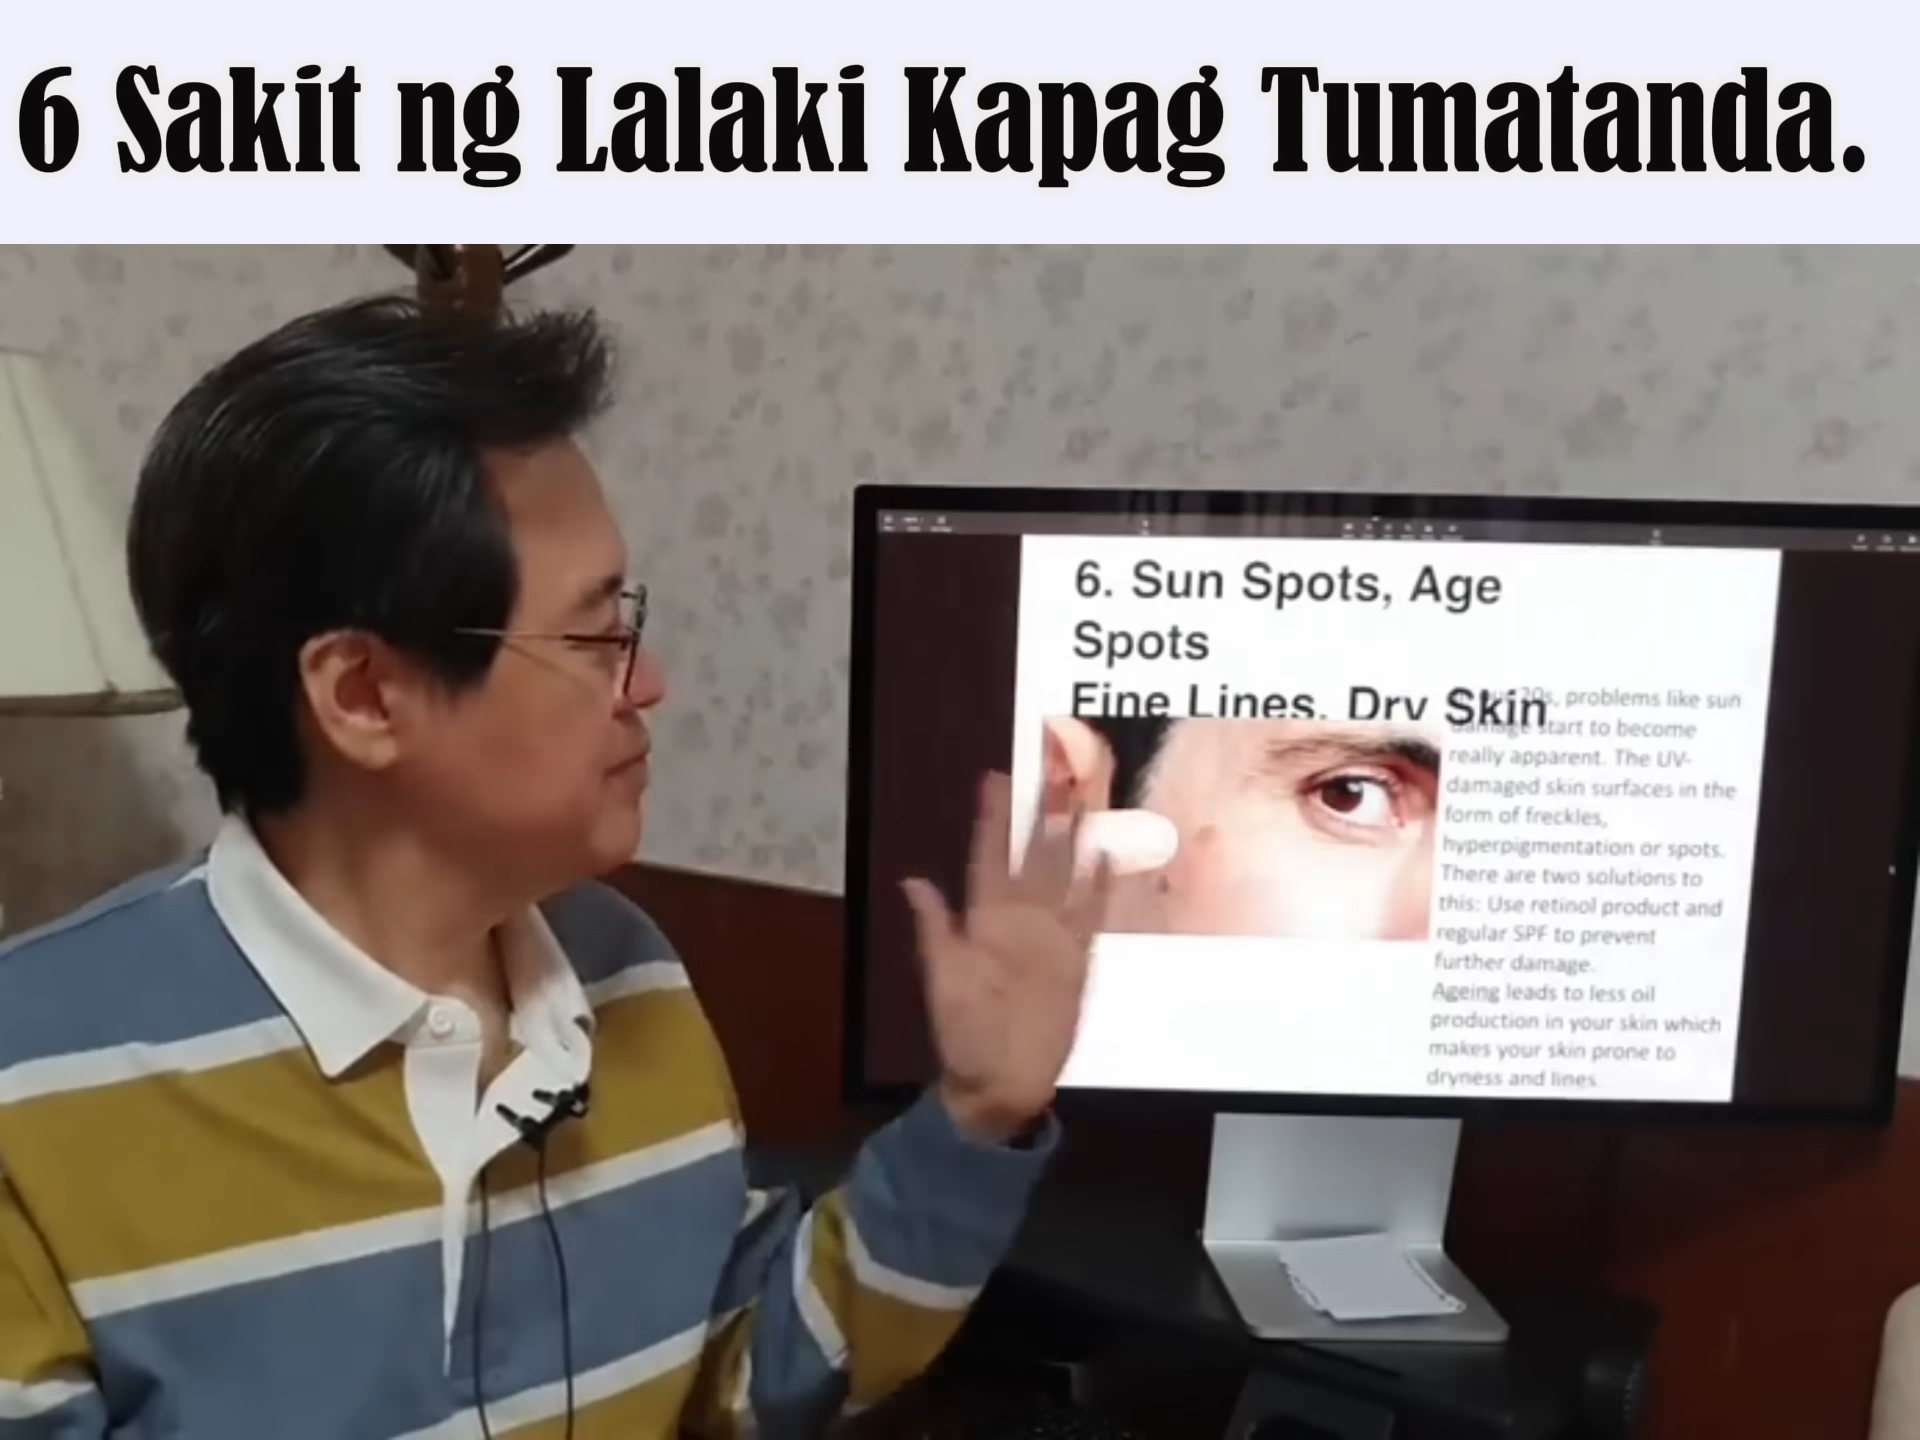 6 Sakit ng Lalaki Kapag Tumatanda.
6. Sun Spots, Age
Spots
Fine Lines, Dry Skin
20s, problems like sun
damage start to become
really apparent. The UV-
damaged skin surfaces in the
form of freckles,
hyperpigmentation or spots.
There are two solutions to
this: Use retinol product and
regular SPF to prevent
further damage.
Ageing leads to less oil
production in your skin which
makes your skin prone to
dryness and lines.